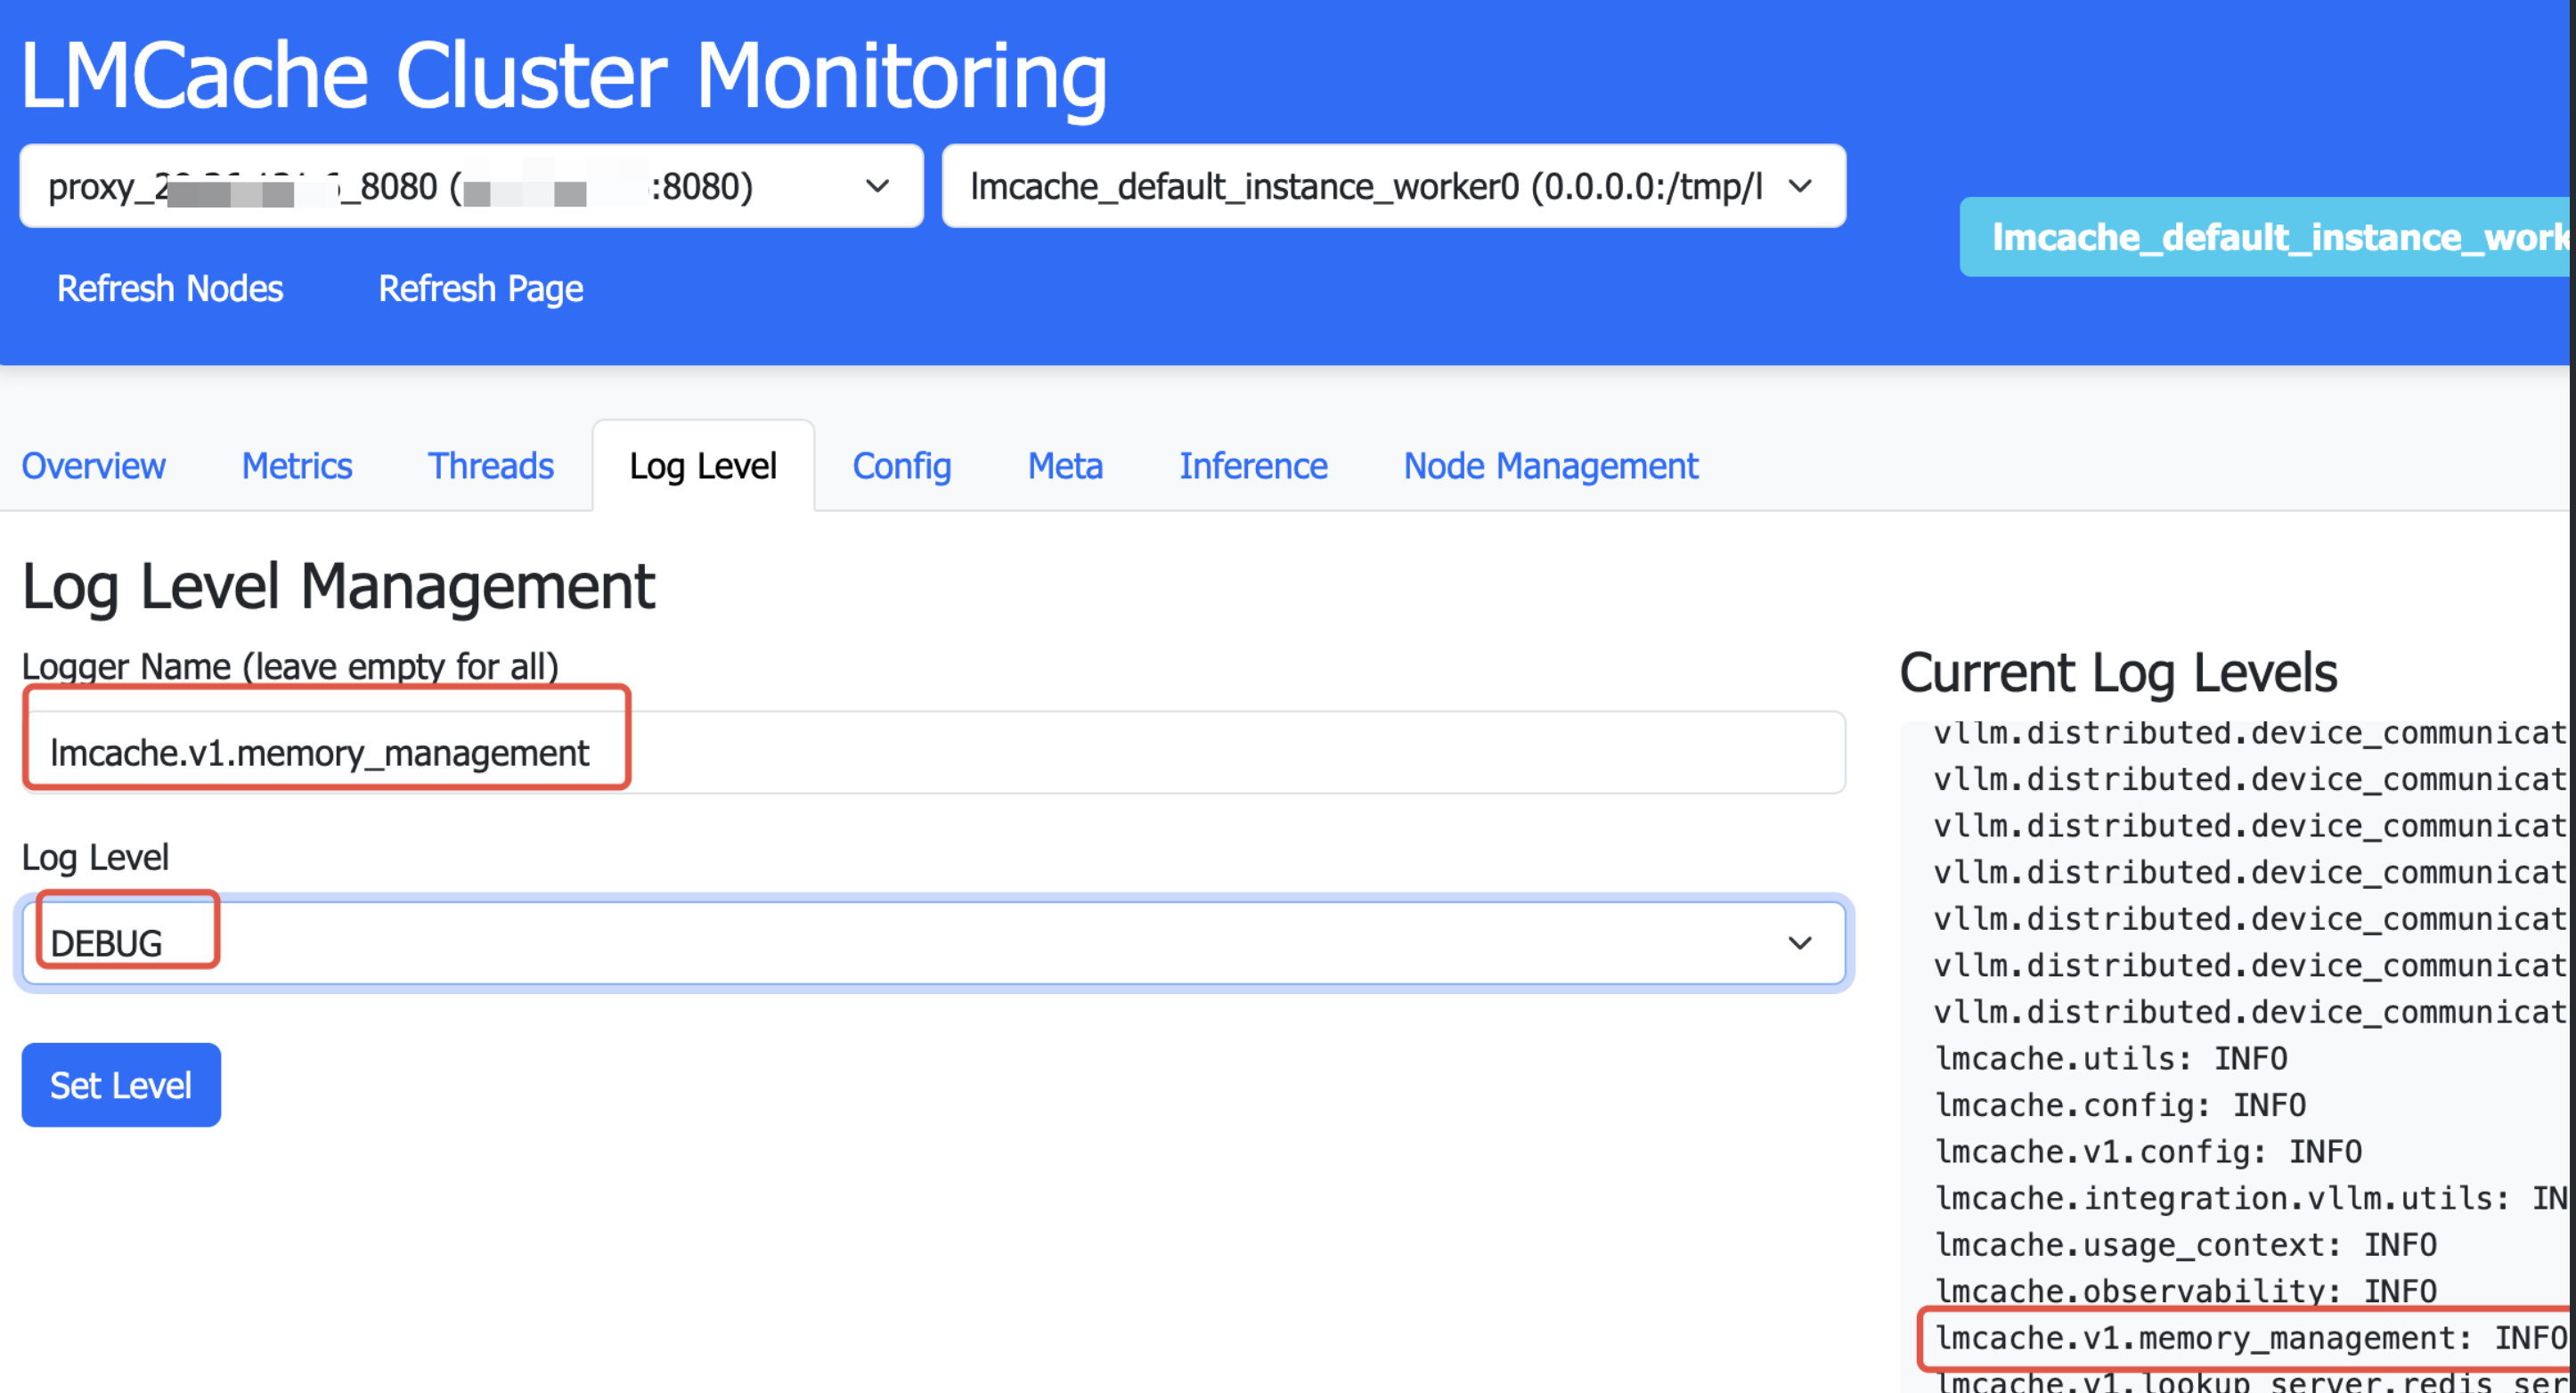 LMCache Cluster Monitoring
_8080 ( :8080)
lmcache_default_instance_worker0 (0.0.0.0:/tmp/l
lmcache_default_instance_work
Refresh Nodes Refresh Page
Overview Metrics Threads Log Level Config Meta Inference Node Management
Log Level Management
Logger Name (leave empty for all)
lmcache.v1.memory_management
Log Level
DEBUG
Set Level
Current Log Levels
vllm.distributed.device_communicat
vllm.distributed.device_communicat
vllm.distributed.device_communicat
vllm.distributed.device_communicat
vllm.distributed.device_communicat
vllm.distributed.device_communicat
vllm.distributed.device_communicat
lmcache.utils: INFO
lmcache.config: INFO
lmcache.v1.config: INFO
lmcache.integration.vllm.utils: IN
lmcache.usage_context: INFO
lmcache.observability: INFO
lmcache.v1.memory_management: INFO
lmcache.v1.lookup_server.redis_ser